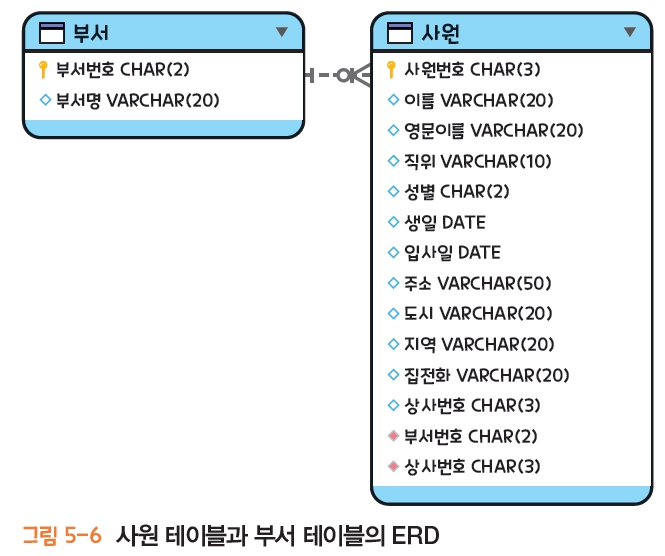 부서
부서번호 CHAR(2)
부서명 VARCHAR(20)
사원
사원번호 CHAR(3)
이름 VARCHAR(20)
영문이름 VARCHAR(20)
직위 VARCHAR(10)
성별 CHAR(2)
생일 DATE
입사일 DATE
주소 VARCHAR(50)
도시 VARCHAR(20)
지역 VARCHAR(20)
집전화 VARCHAR(20)
상사번호 CHAR(3)
부서번호 CHAR(2)
상사번호 CHAR(3)
그림 5-6 사원 테이블과 부서 테이블의 ERD